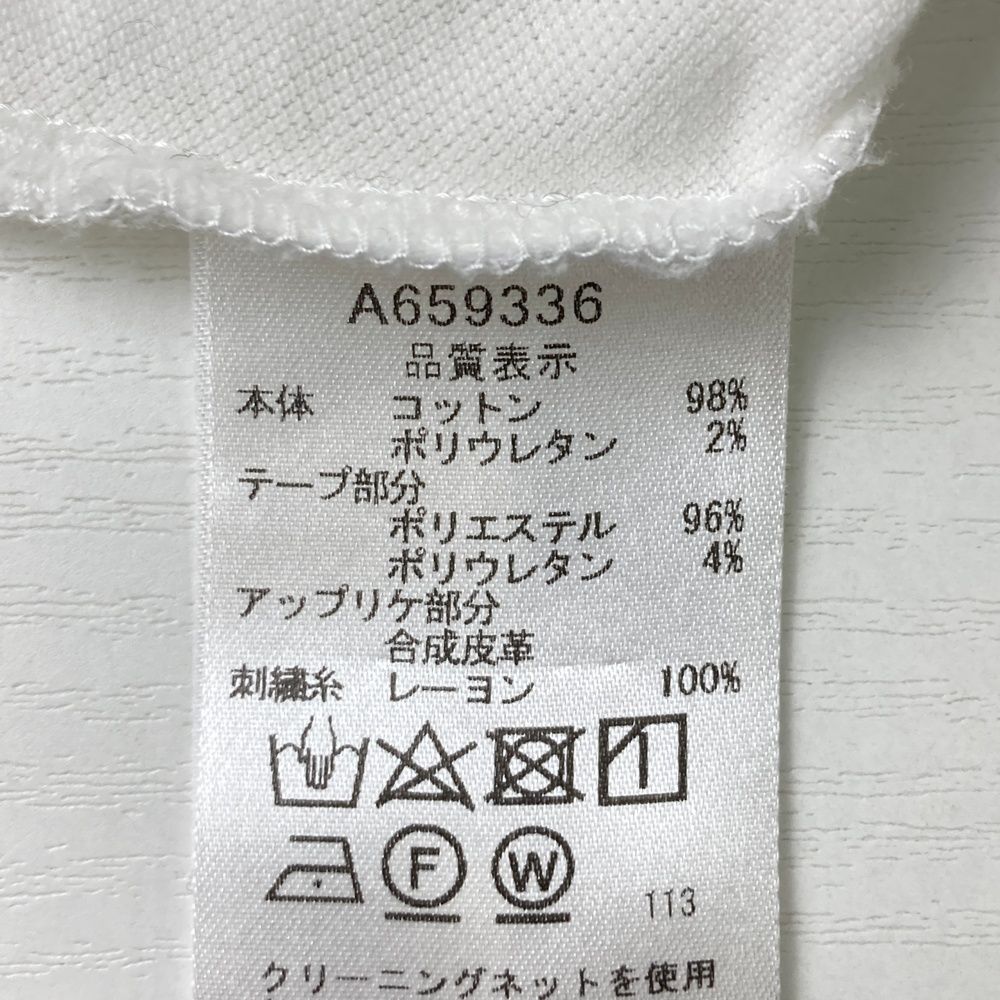 A659336
品質表示
本体 コットン 98%
ポリウレタン 2%
テープ部分
ポリエステル 96%
ポリウレタン 4%
アップリケ部分
合成皮革
刺繍糸 レーヨン 100%
F W 113
クリーニングネットを使用